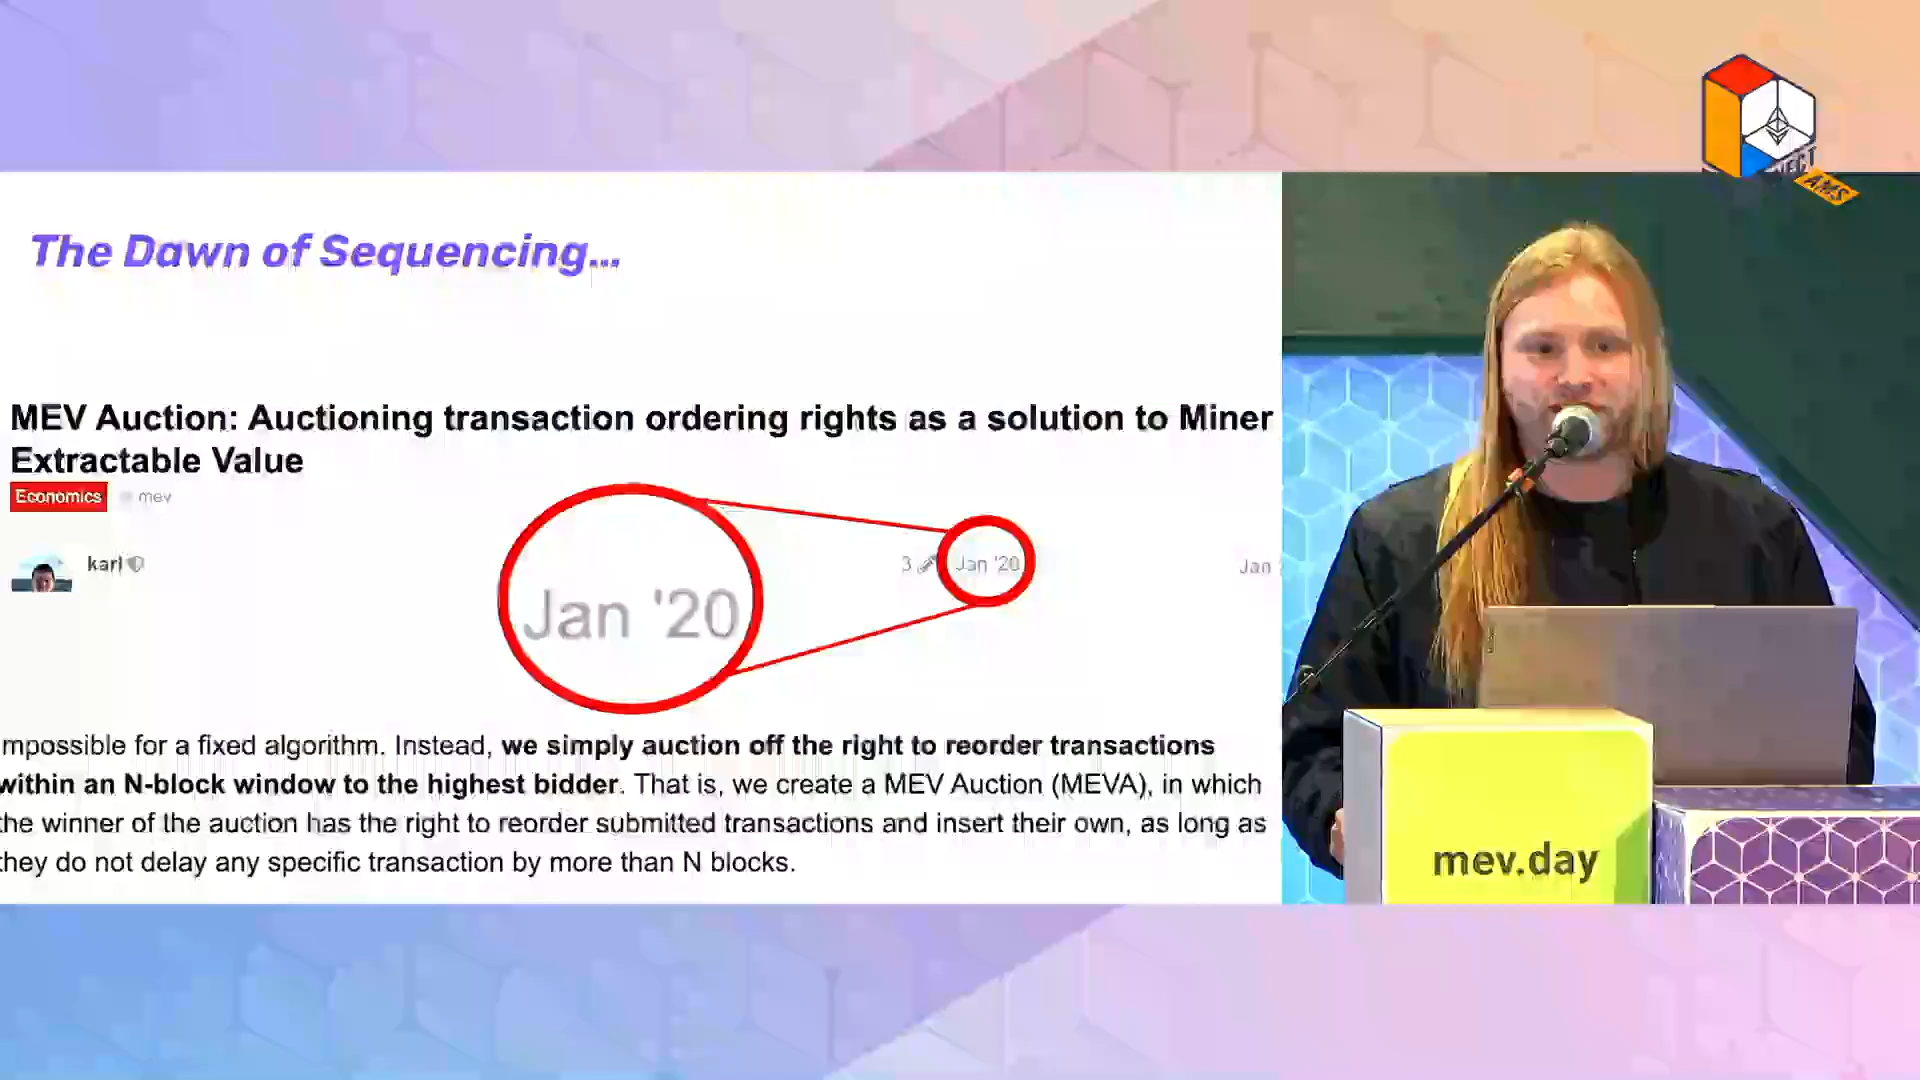 The Dawn of Sequencing...
MEV Auction: Auctioning transaction ordering rights as a solution to Miner
Extractable Value
Economics mev
karl 3 Jan '20 Jan
Jan '20
mpossible for a fixed algorithm. Instead, we simply auction off the right to reorder transactions
within an N-block window to the highest bidder. That is, we create a MEV Auction (MEVA), in which
the winner of the auction has the right to reorder submitted transactions and insert their own, as long as
they do not delay any specific transaction by more than N blocks.
AMS
mev.day